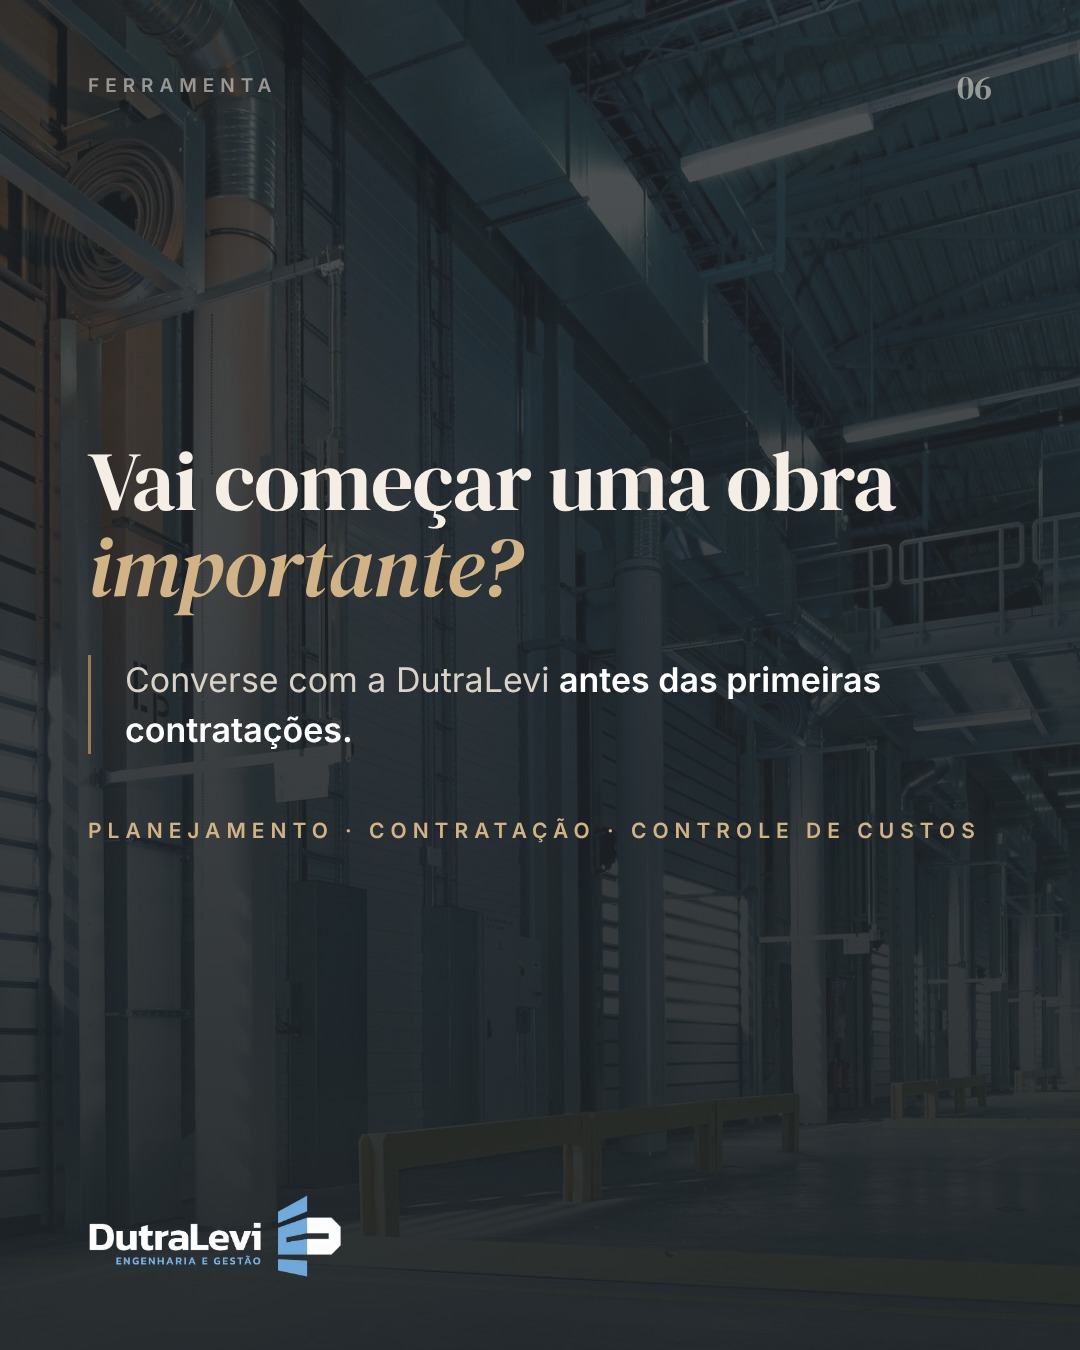 FERRAMENTA
06
Vai começar uma obra
importante?
Converse com a DutraLevi antes das primeiras
contratações.
PLANEJAMENTO · CONTRATAÇÃO · CONTROLE DE CUSTOS
DutraLevi
ENGENHARIA E GESTÃO